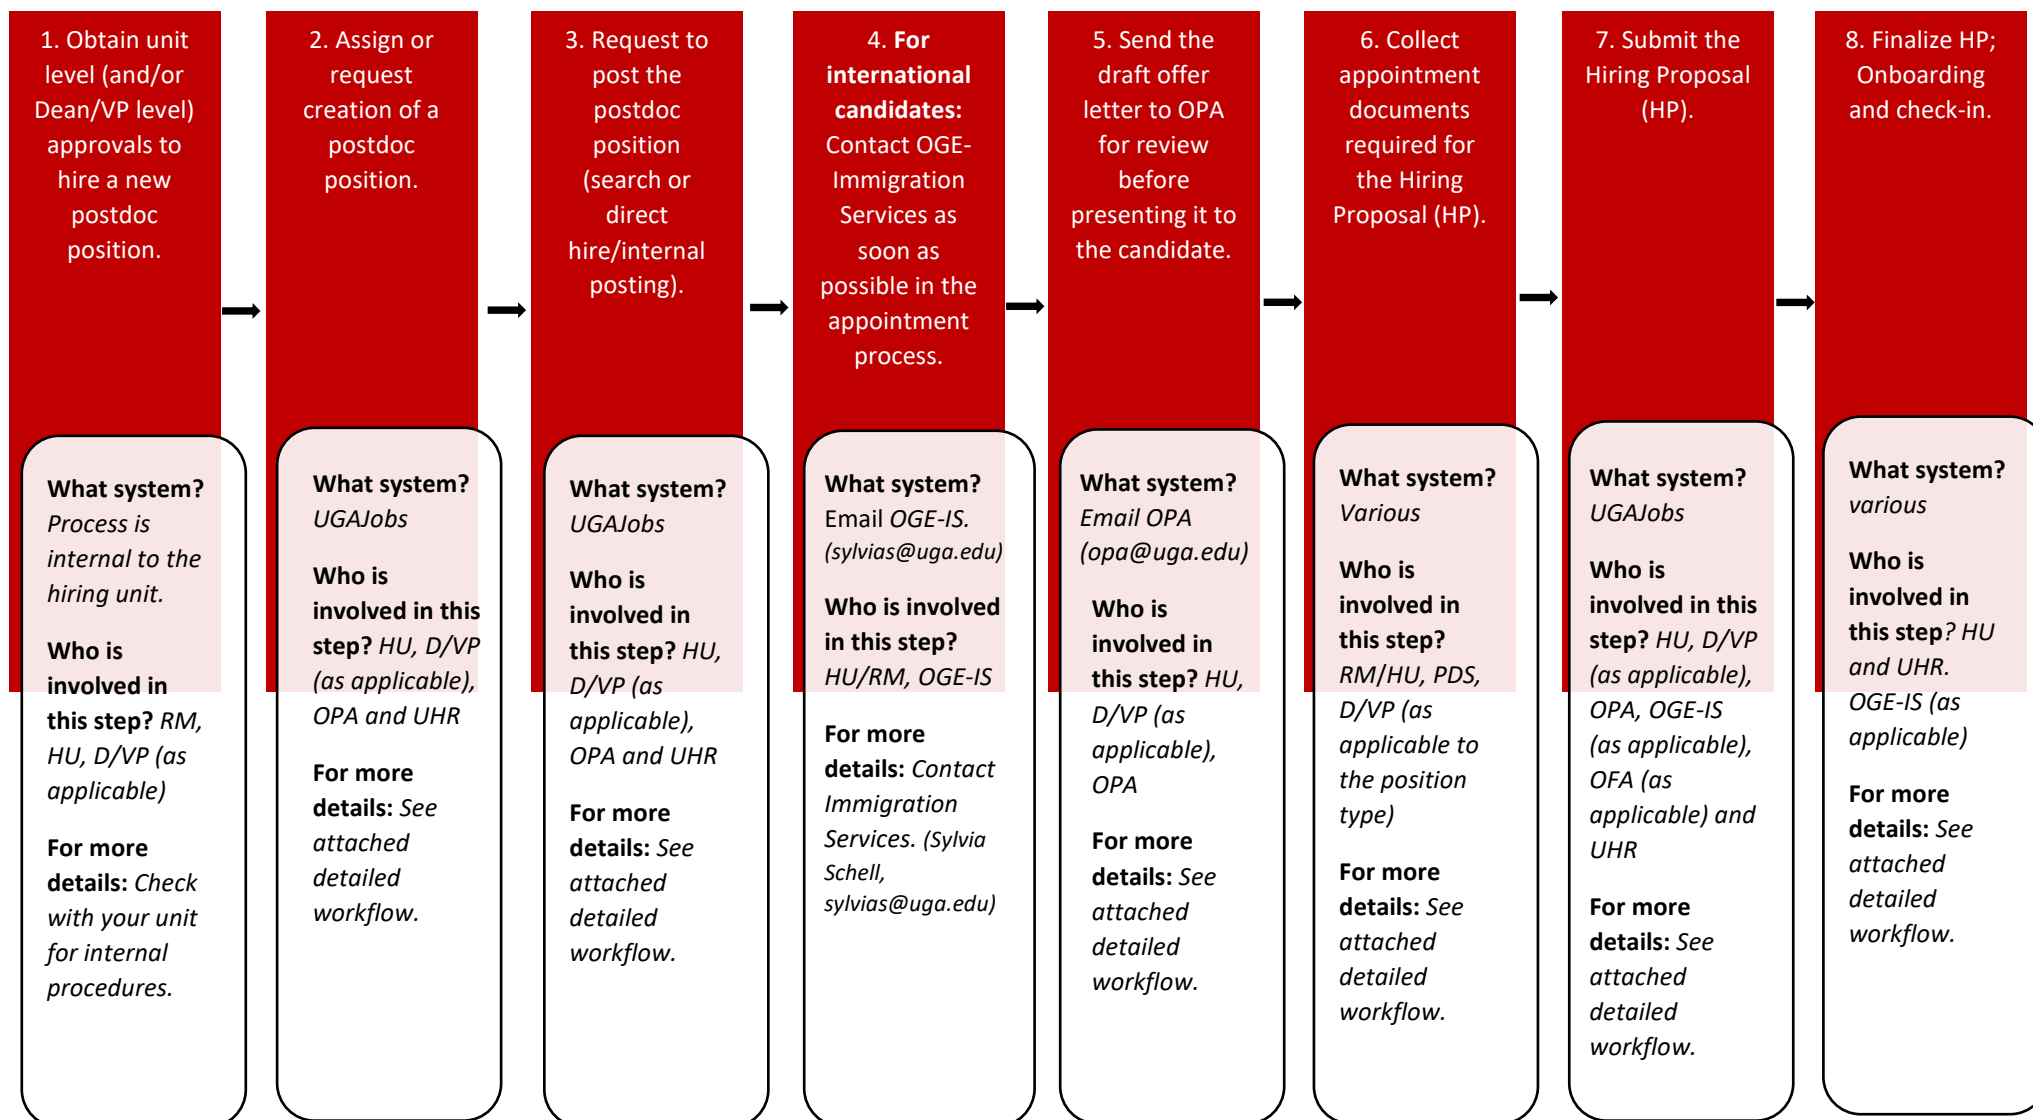 1. Obtain unit
level (and/or
Dean/VP level)
approvals to
hire a new
postdoc
position.
What system?
Process is
internal to the
hiring unit.
Who is
involved in
this step? RM,
HU, D/VP (as
applicable)
For more
details: Check
with your unit
for internal
procedures.
2. Assign or
request
creation of a
postdoc
position.
What system?
UGAJobs
Who is
involved in this
step? HU, D/VP
(as applicable),
OPA and UHR
For more
details: See
attached
detailed
workflow.
3. Request to
post the
postdoc
position
(search or
direct
hire/internal
posting).
What system?
UGAJobs
Who is
involved in
this step? HU,
D/VP (as
applicable),
OPA and UHR
For more
details: See
attached
detailed
workflow.
4. For
international
candidates:
Contact OGE-
Immigration
Services as
soon as
possible in the
appointment
process.
What system?
Email OGE-IS.
(sylvias@uga.edu)
Who is involved
in this step?
HU/RM, OGE-IS
For more
details: Contact
Immigration
Services. (Sylvia
Schell,
sylvias@uga.edu)
5. Send the
draft offer
letter to OPA
for review
before
presenting it to
the candidate.
What system?
Email OPA
(opa@uga.edu)
Who is
involved in
this step? HU,
D/VP (as
applicable),
OPA
For more
details: See
attached
detailed
workflow.
6. Collect
appointment
documents
required for
the Hiring
Proposal (HP).
What system?
Various
Who is
involved in
this step?
RM/HU, PDS,
D/VP (as
applicable to
the position
type)
For more
details: See
attached
detailed
workflow.
7. Submit the
Hiring Proposal
(HP).
What system?
UGAJobs
Who is
involved in this
step? HU, D/VP
(as applicable),
OPA, OGE-IS
(as applicable),
OFA (as
applicable) and
UHR
For more
details: See
attached
detailed
workflow.
8. Finalize HP;
Onboarding
and check-in.
What system?
various
Who is
involved in
this step? HU
and UHR.
OGE-IS (as
applicable)
For more
details: See
attached
detailed
workflow.